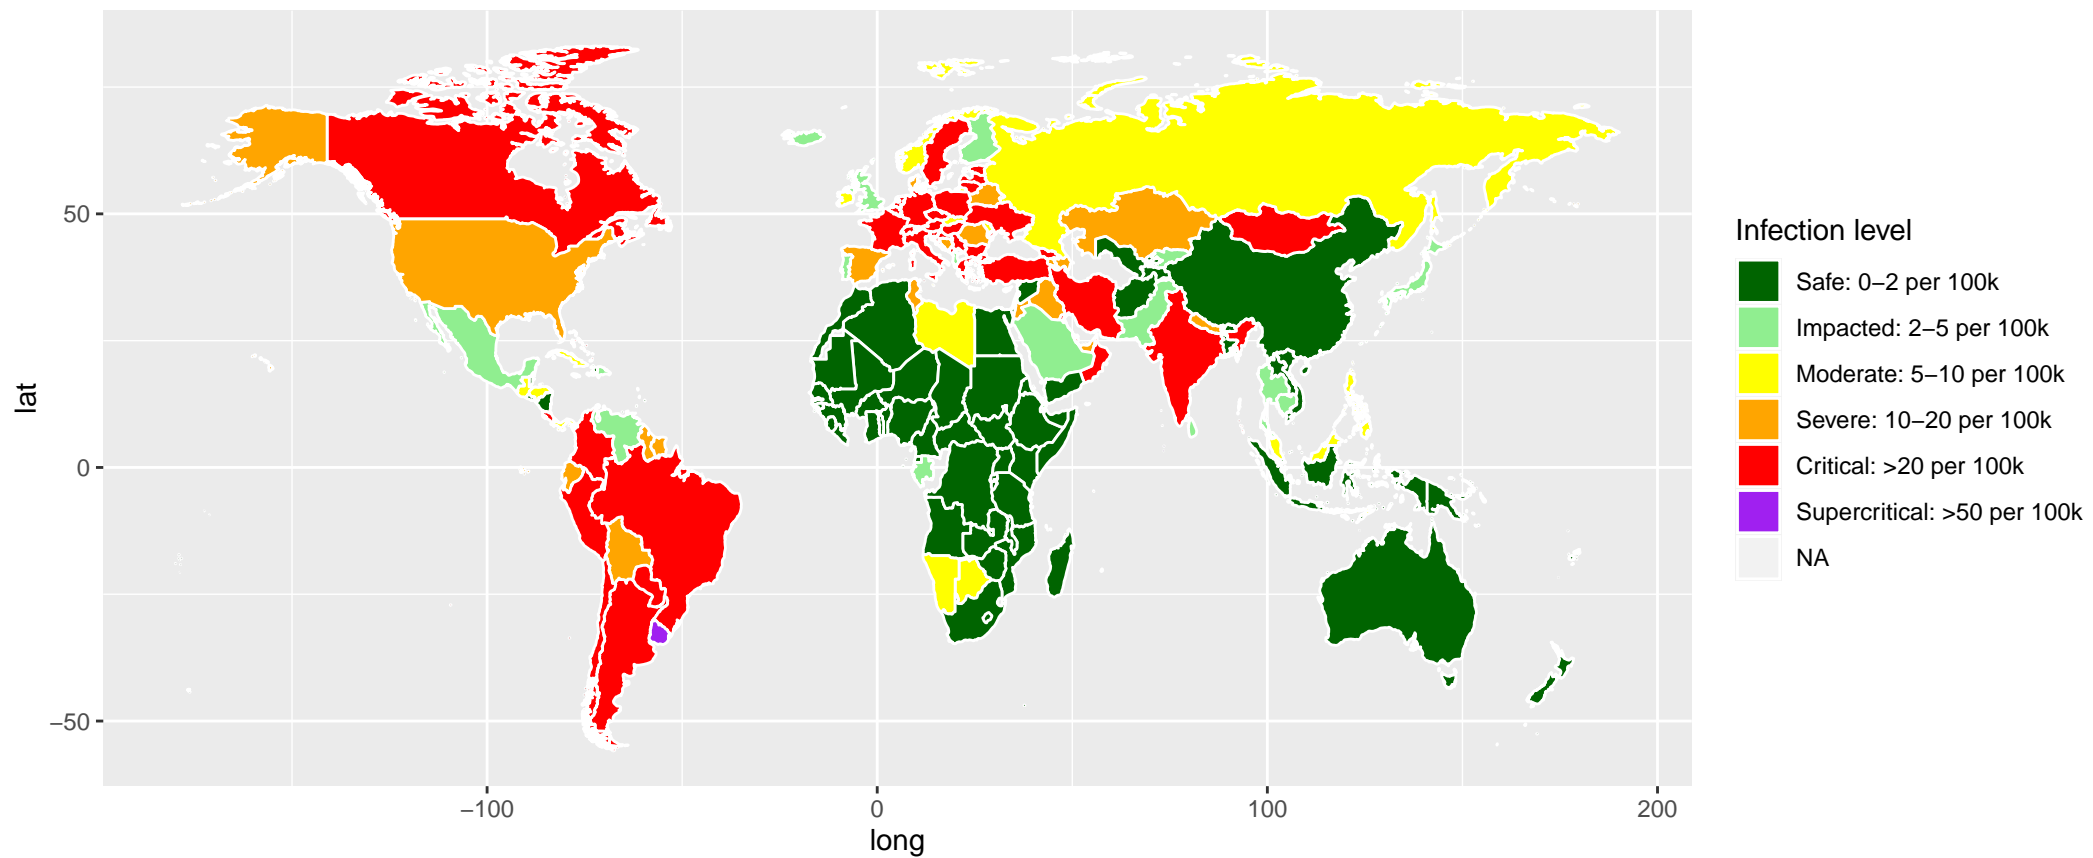 50
0
−50
lat
−100
0
100
200
long
Infection level
Safe: 0−2 per 100k
Impacted: 2−5 per 100k
Moderate: 5−10 per 100k
Severe: 10−20 per 100k
Critical: >20 per 100k
Supercritical: >50 per 100k
NA